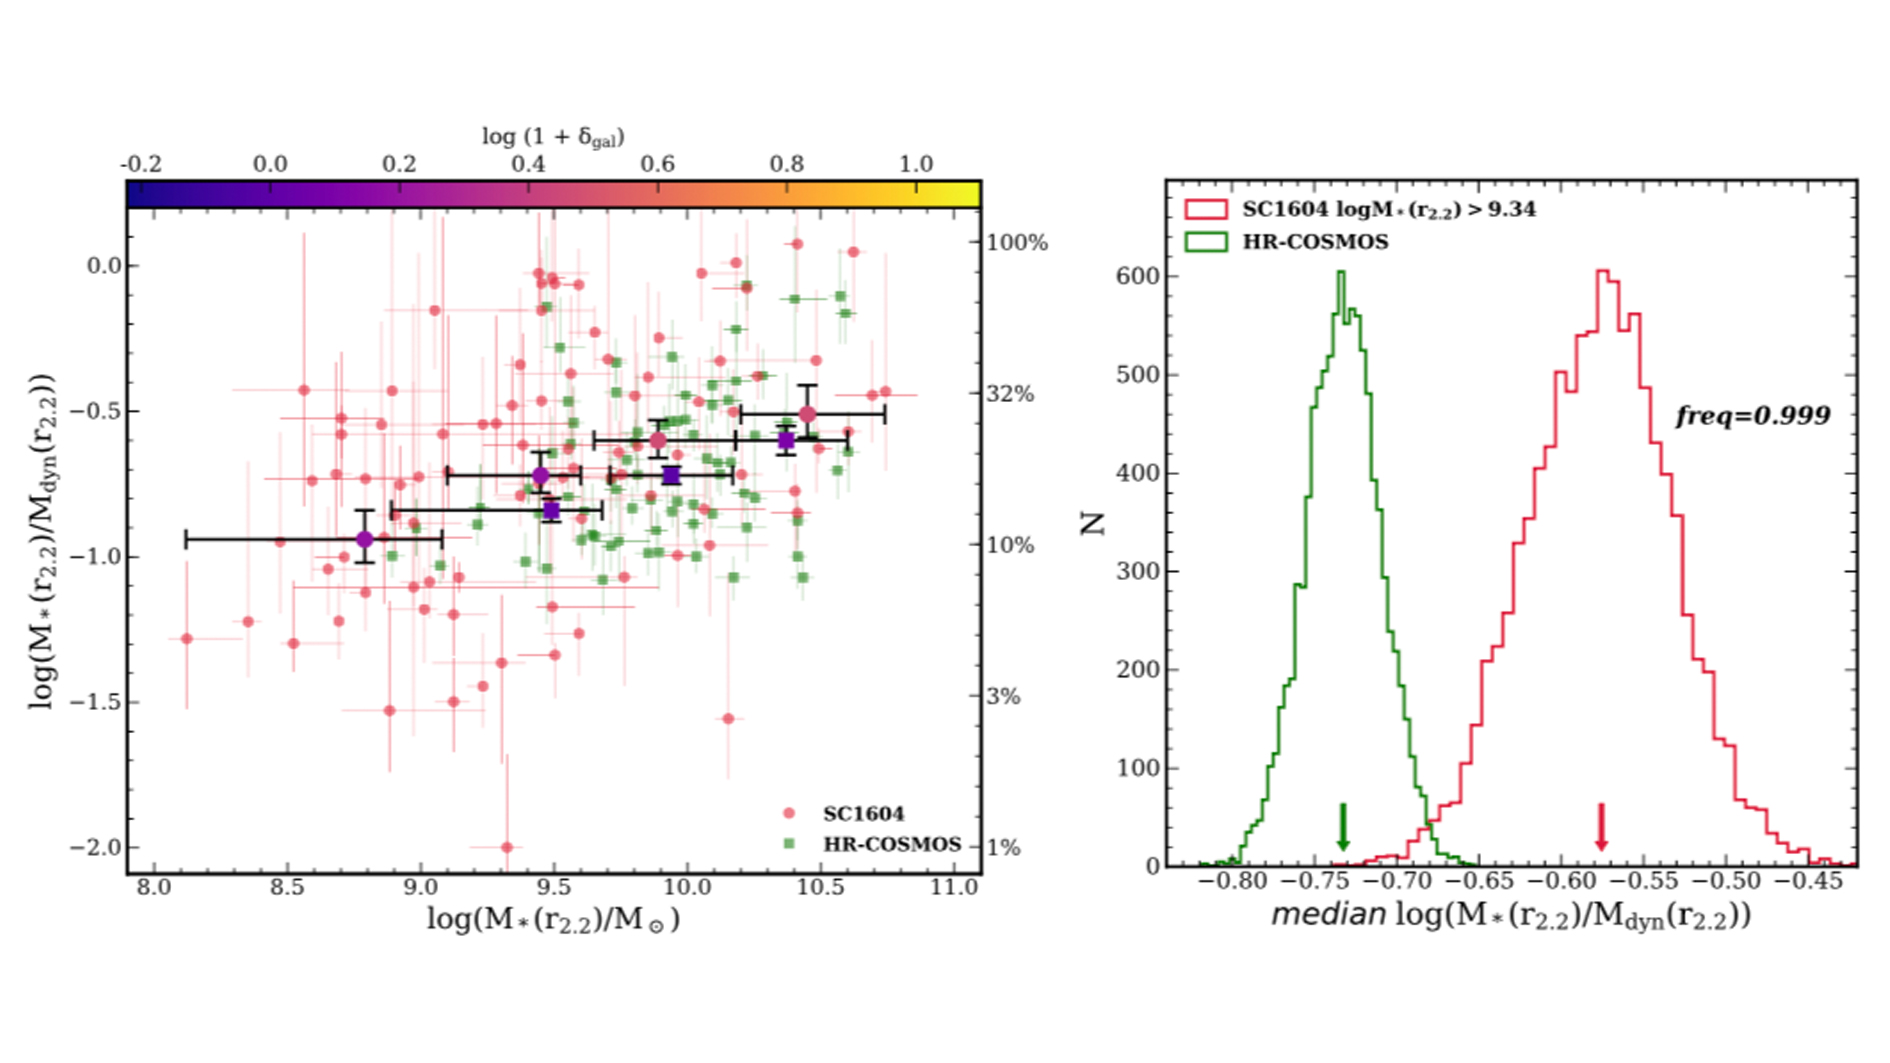 log (1 + δgal)
-0.2 0.0 0.2 0.4 0.6 0.8 1.0
log(M*(r2.2)/Mdyn(r2.2))
0.0
−0.5
−1.0
−1.5
−2.0
100%
32%
10%
3%
1%
SC1604
HR-COSMOS
8.0 8.5 9.0 9.5 10.0 10.5 11.0
log(M*(r2.2)/M⊙)
SC1604 logM*(r2.2) > 9.34
HR-COSMOS
freq=0.999
N
600
500
400
300
200
100
0
−0.80 −0.75 −0.70 −0.65 −0.60 −0.55 −0.50 −0.45
median log(M*(r2.2)/Mdyn(r2.2))